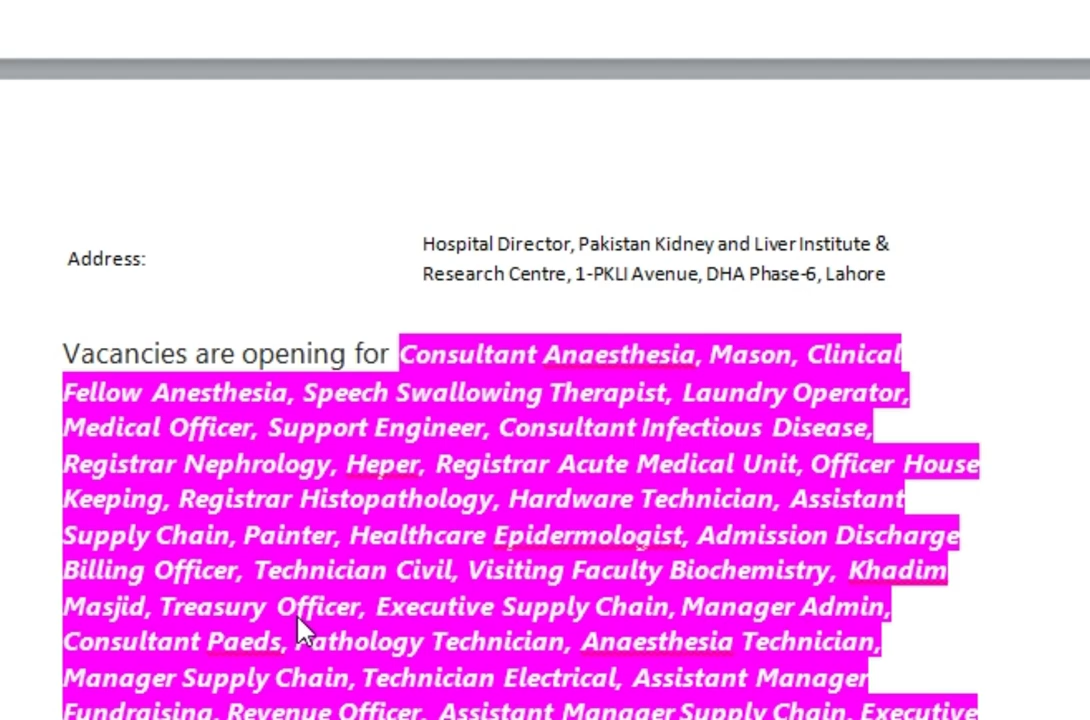 Address:
Hospital Director, Pakistan Kidney and Liver Institute &
Research Centre, 1-PKLI Avenue, DHA Phase-6, Lahore
Vacancies are opening for Consultant Anaesthesia, Mason, Clinical
Fellow Anesthesia, Speech Swallowing Therapist, Laundry Operator,
Medical Officer, Support Engineer, Consultant Infectious Disease,
Registrar Nephrology, Heper, Registrar Acute Medical Unit, Officer House
Keeping, Registrar Histopathology, Hardware Technician, Assistant
Supply Chain, Painter, Healthcare Epidermologist, Admission Discharge
Billing Officer, Technician Civil, Visiting Faculty Biochemistry, Khadim
Masjid, Treasury Officer, Executive Supply Chain, Manager Admin,
Consultant Paeds, Pathology Technician, Anaesthesia Technician,
Manager Supply Chain, Technician Electrical, Assistant Manager
Fundraising, Revenue Officer, Assistant Manager Supply Chain, Executive